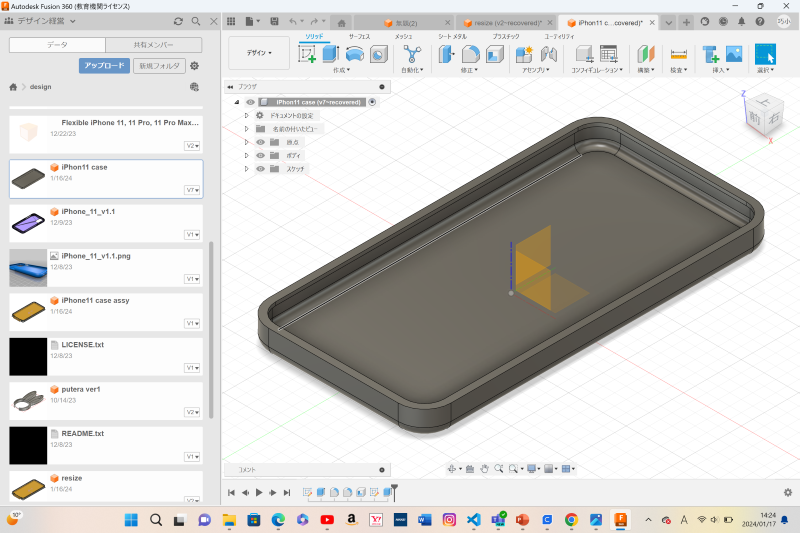 Autodesk Fusion 360 (教育機関ライセンス)
デザイン経営
無題(2)
resize (v2~recovered)*
iPhon11 c...covered)*
データ
共有メンバー
アップロード
新規フォルダ
design
Flexible iPhone 11, 11 Pro, 11 Pro Max...
12/22/23
V2
iPhon11 case
1/16/24
V7
iPhone_11_v1.1
12/9/23
V1
iPhone_11_v1.1.png
12/8/23
V1
iPhone11 case assy
1/16/24
V1
LICENSE.txt
12/8/23
V1
putera ver1
10/14/23
V2
README.txt
12/8/23
V1
resize
1/16/24
V2
デザイン
ソリッド
サーフェス
メッシュ
シート メタル
プラスチック
ユーティリティ
作成
自動化
修正
アセンブリ
コンフィギュレーション
構築
検査
挿入
選択
ブラウザ
iPhon11 case (v7~recovered)
ドキュメントの設定
名前の付いたビュー
原点
ボディ
スケッチ
Z
上
前
右
X
コメント
10°
A
14:24
2024/01/17